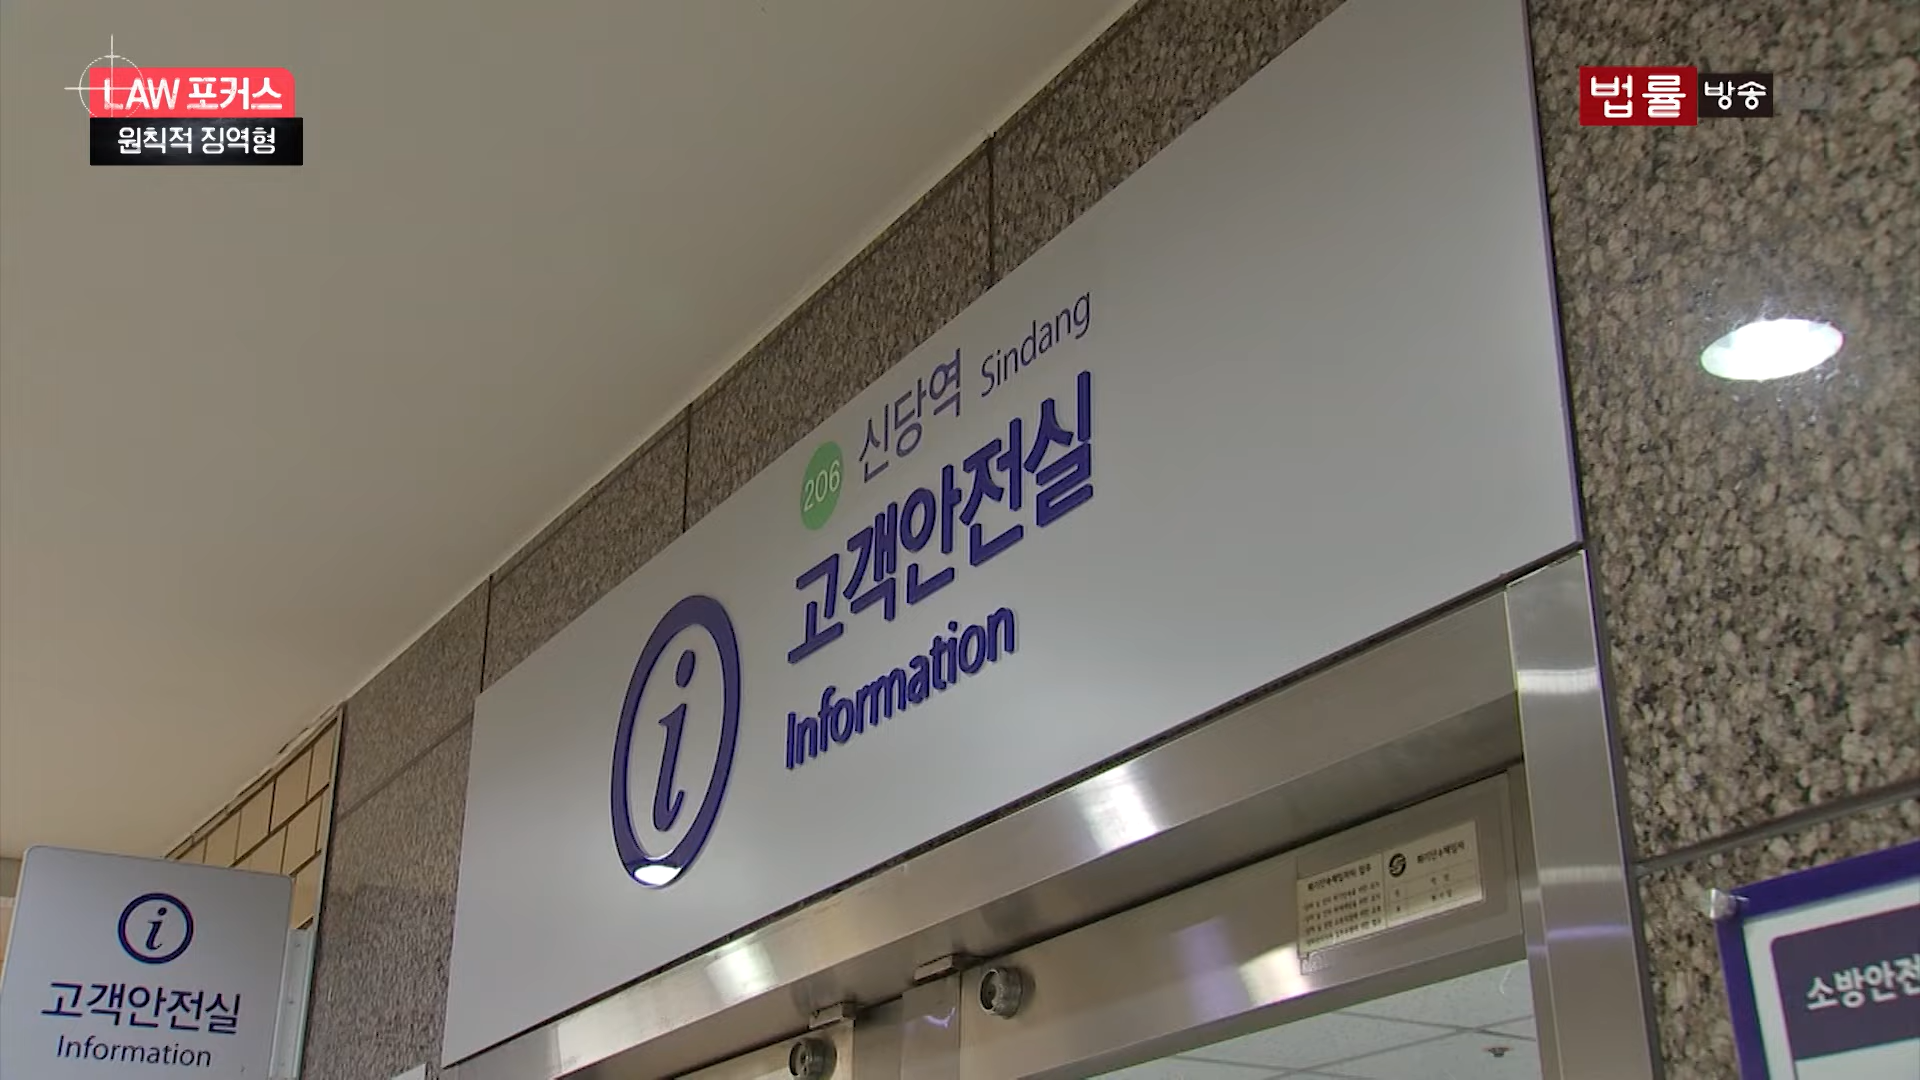 LAW 포커스
원칙적 징역형
법률방송
206 신당역 Sindang
고객안전실
Information
i
고객안전실
Information
소방안전